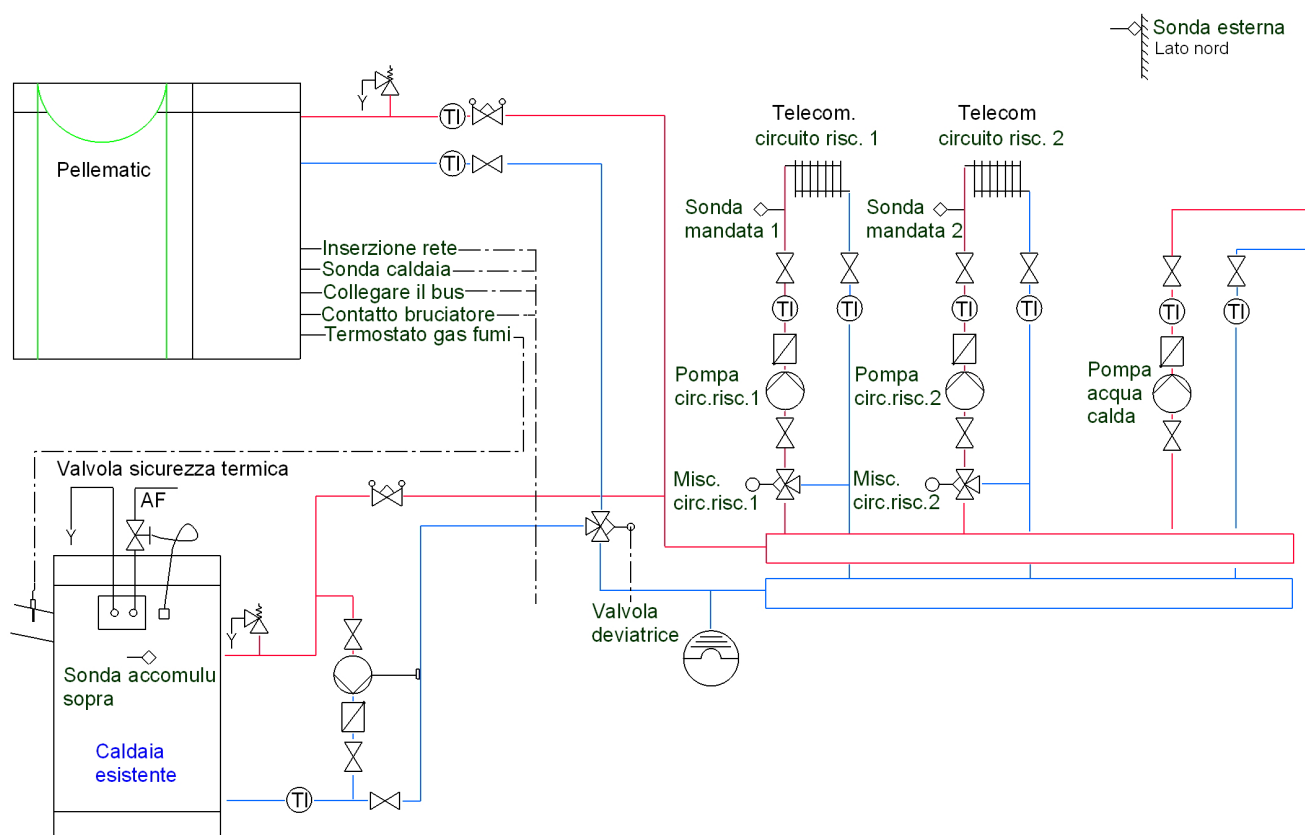 Sonda esterna
Lato nord
Pellematic
TI
TI
Telecom.
circuito risc. 1
Telecom
circuito risc. 2
Sonda
mandata 1
Sonda
mandata 2
Inserzione rete
Sonda caldaia
Collegare il bus
Contatto bruciatore
Termostato gas fumi
TI
TI
TI
TI
TI
TI
Pompa
circ.risc.1
Pompa
circ.risc.2
Pompa
acqua
calda
Misc.
circ.risc.1
Misc.
circ.risc.2
Valvola sicurezza termica
AF
Valvola
deviatrice
Sonda accomulu
sopra
Caldaia
esistente
TI